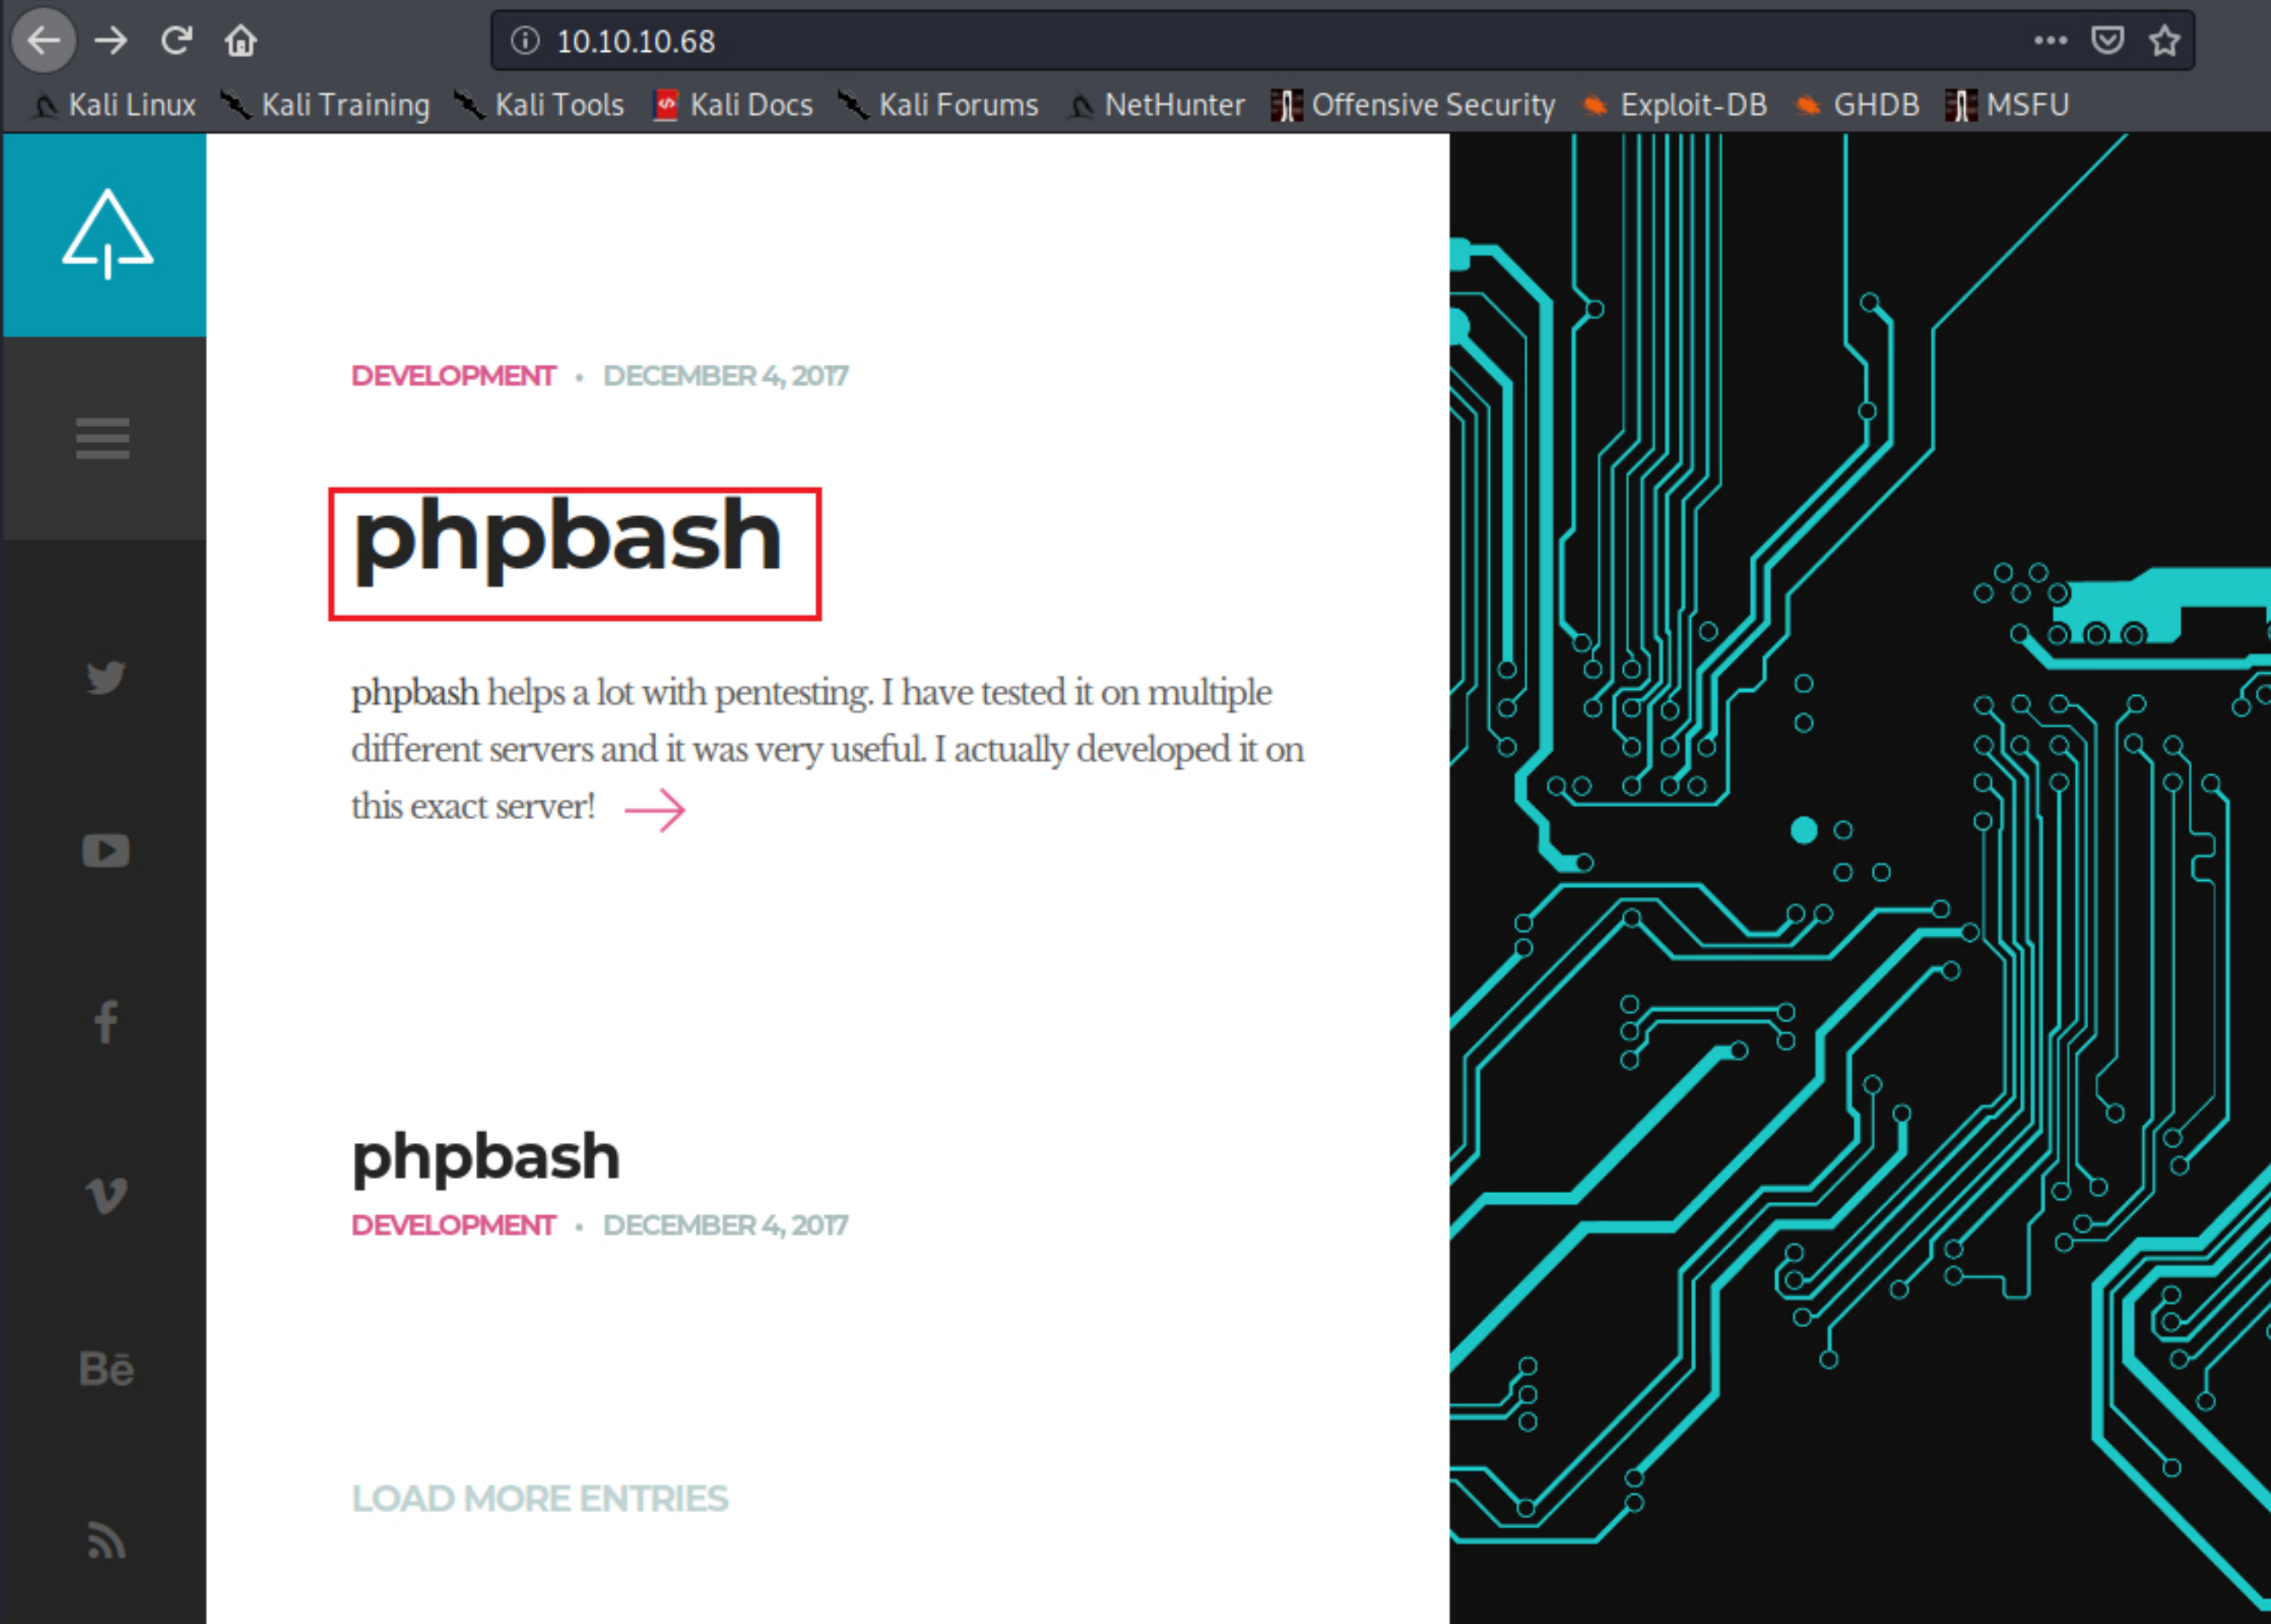 10.10.10.68
Kali Linux Kali Training Kali Tools Kali Docs Kali Forums NetHunter Offensive Security Exploit-DB GHDB MSFU
DEVELOPMENT • DECEMBER 4, 2017
phpbash
phpbash helps a lot with pentesting. I have tested it on multiple
different servers and it was very useful. I actually developed it on
this exact server!
phpbash
DEVELOPMENT • DECEMBER 4, 2017
Bē
LOAD MORE ENTRIES